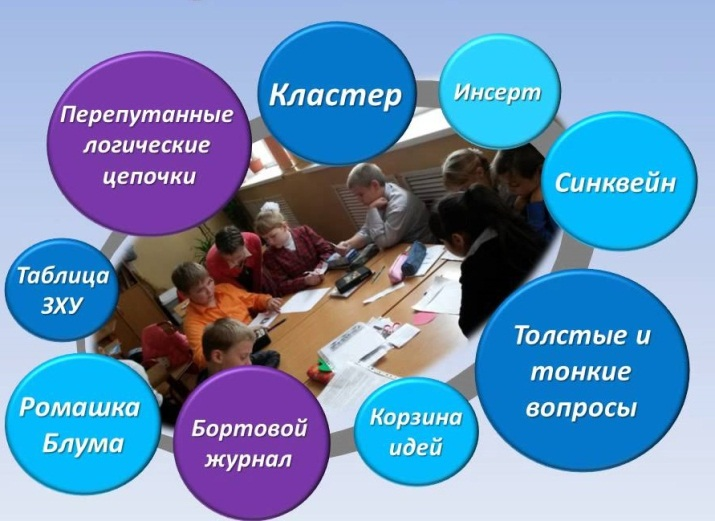 Кластер
Инсерт
Перепутанные
логические
цепочки
Синквейн
Таблица
ЗХУ
Толстые и
тонкие
вопросы
Ромашка
Блума
Бортовой
журнал
Корзина
идей